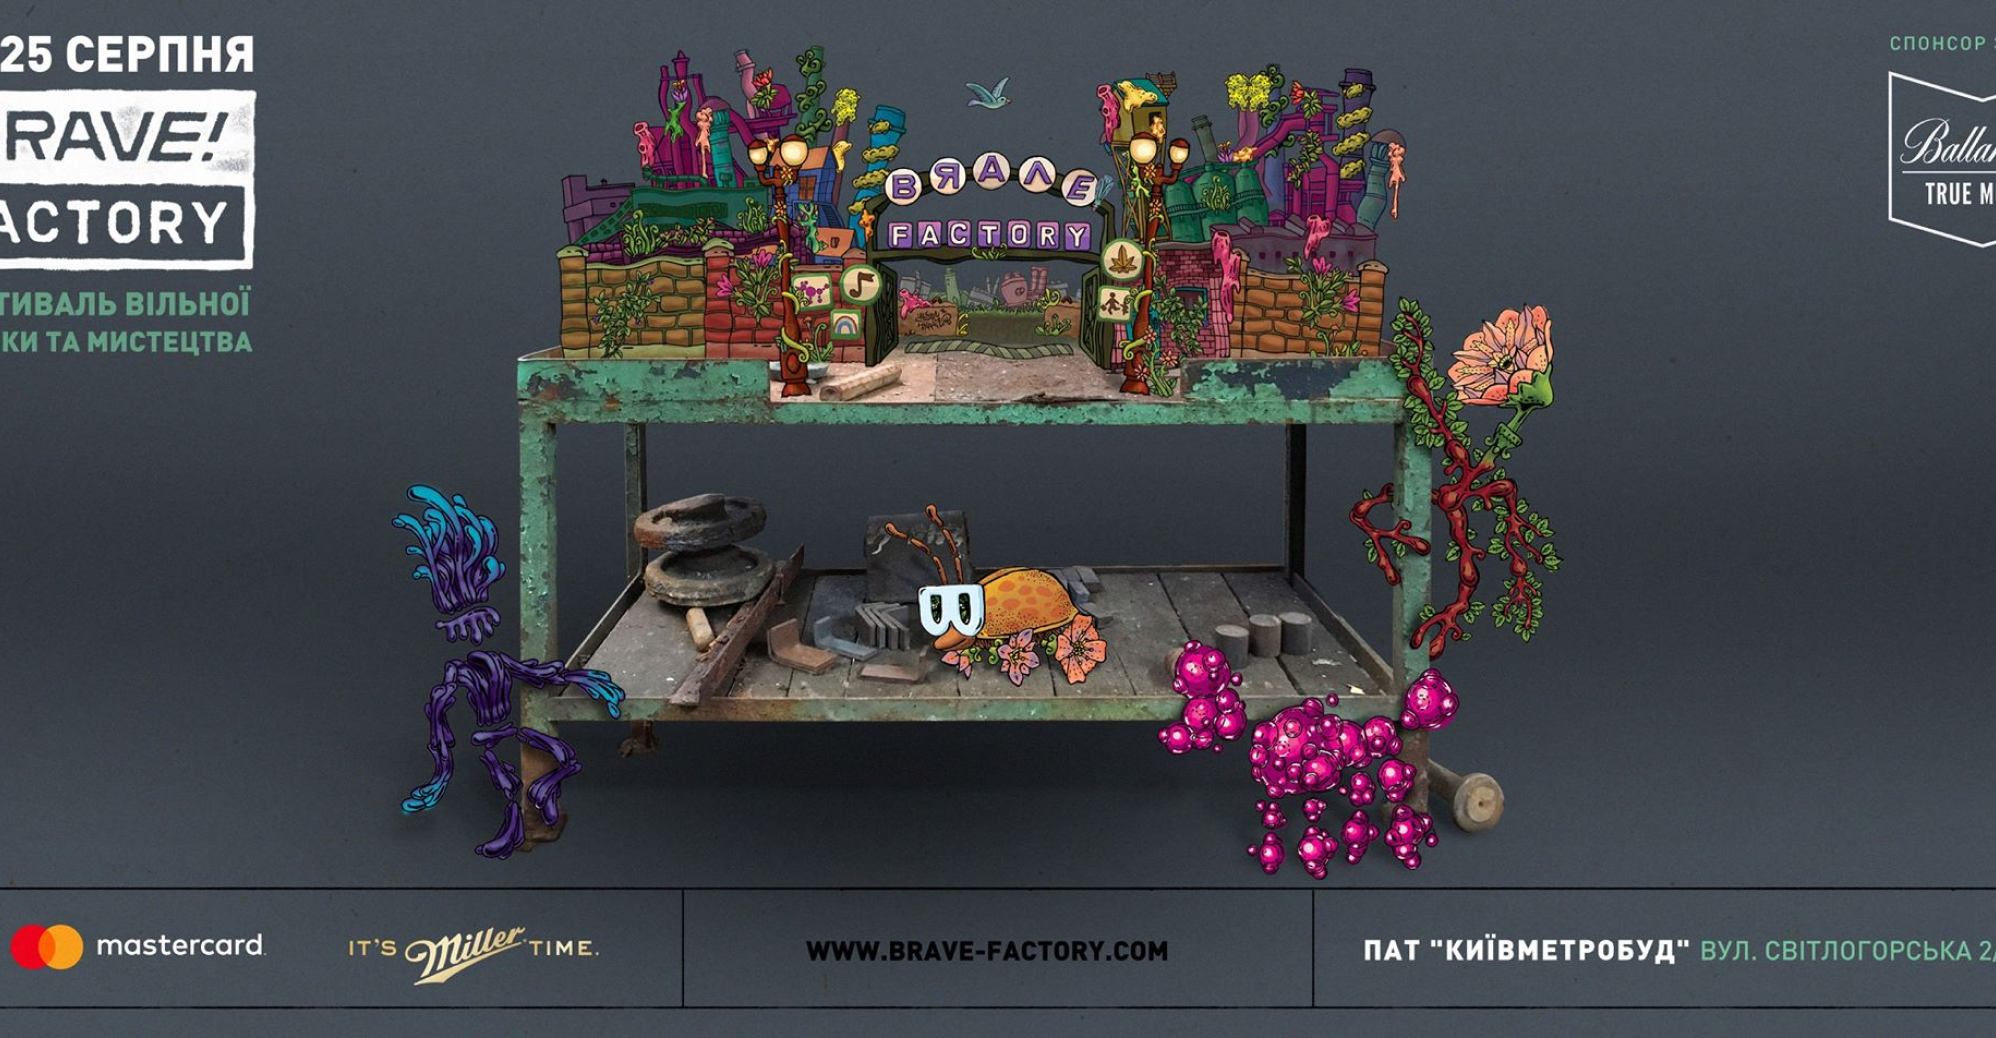 25 СЕРПНЯ
RAVE!
ACTORY
ТИВАЛЬ ВІЛЬНОЇ
КИ ТА МИСТЕЦТВА
СПОНСОР
Balla
TRUE M
BЯAΛE
FACTORY
mastercard.
IT'S Miller TIME.
WWW.BRAVE-FACTORY.COM
ПАТ "КИЇВМЕТРОБУД" ВУЛ. СВІТЛОГОРСЬКА 2/